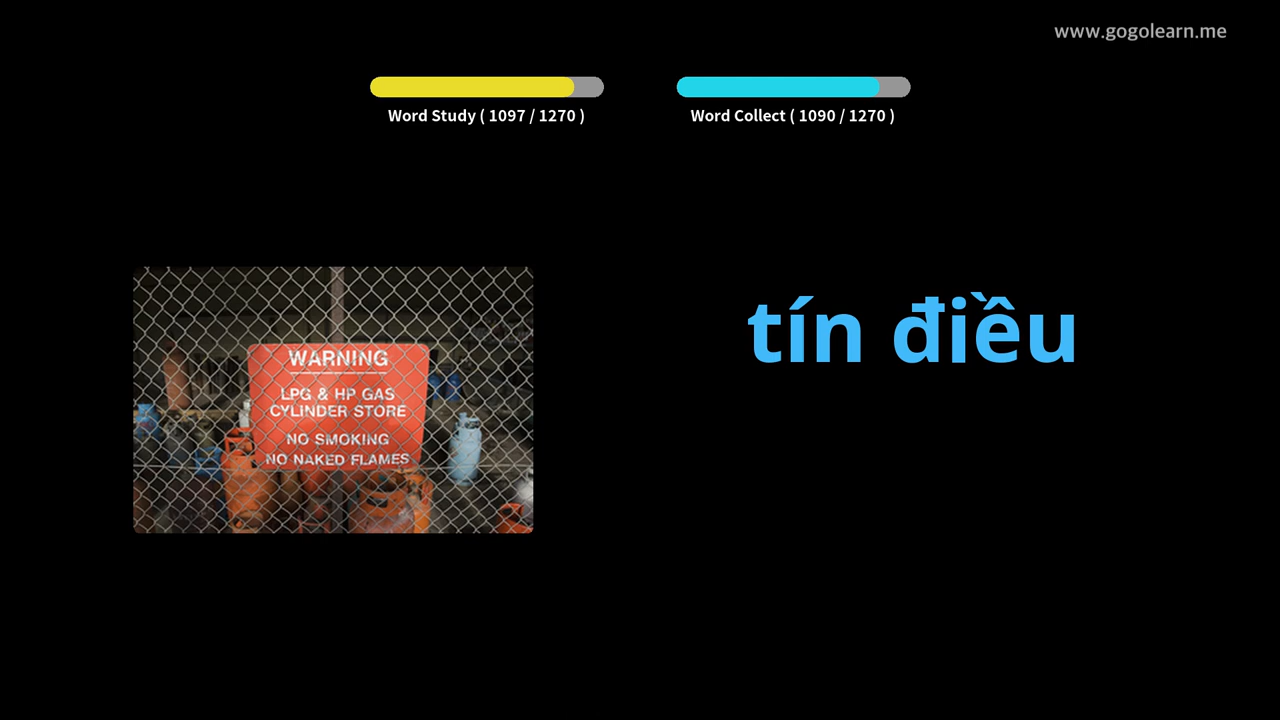 www.gogolearn.me
Word Study ( 1097 / 1270 )
Word Collect ( 1090 / 1270 )
tín điều
WARNING
LPG & HP GAS
CYLINDER STORE
NO SMOKING
NO NAKED FLAMES